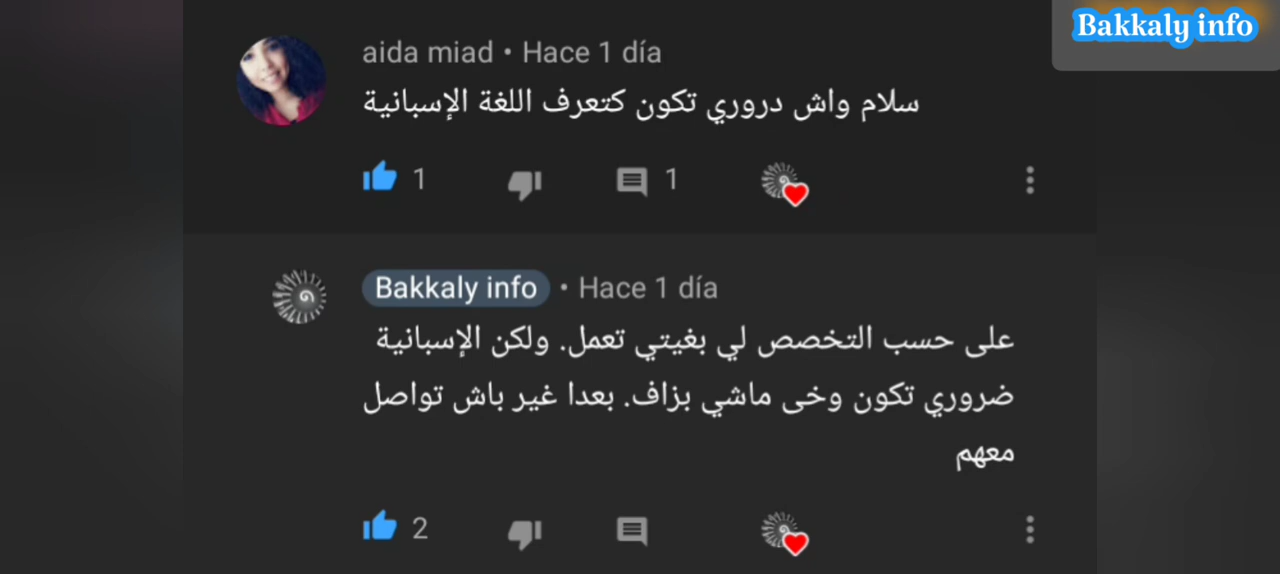 Bakkaly info
aida miad • Hace 1 día
سلام واش دروري تكون كتعرف اللغة الإسبانية
1
1
Bakkaly info • Hace 1 día
على حسب التخصص لي بغيتي تعمل. ولكن الإسبانية
ضروري تكون وخى ماشي بزاف. بعدا غير باش تواصل
معهم
2